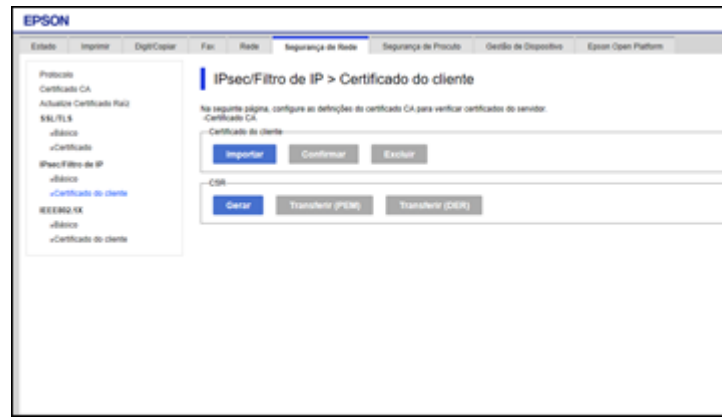 EPSON
Estado Imprimir Digit/Copiar Fax Rede Segurança de Rede Segurança de Produto Gestão de Dispositivo Epson Open Platform
Protocolo
Certificado CA
Actualize Certificado Raiz
SSL/TLS
»Básico
»Certificado
IPsec/Filtro de IP
»Básico
»Certificado do cliente
IEEE802.1X
»Básico
»Certificado do cliente
IPsec/Filtro de IP > Certificado do cliente
Na seguinte página, configure as definições do certificado CA para verificar certificados do servidor.
-Certificado CA
Certificado do cliente
Importar Confirmar Excluir
CSR
Gerar Transferir (PEM) Transferir (DER)